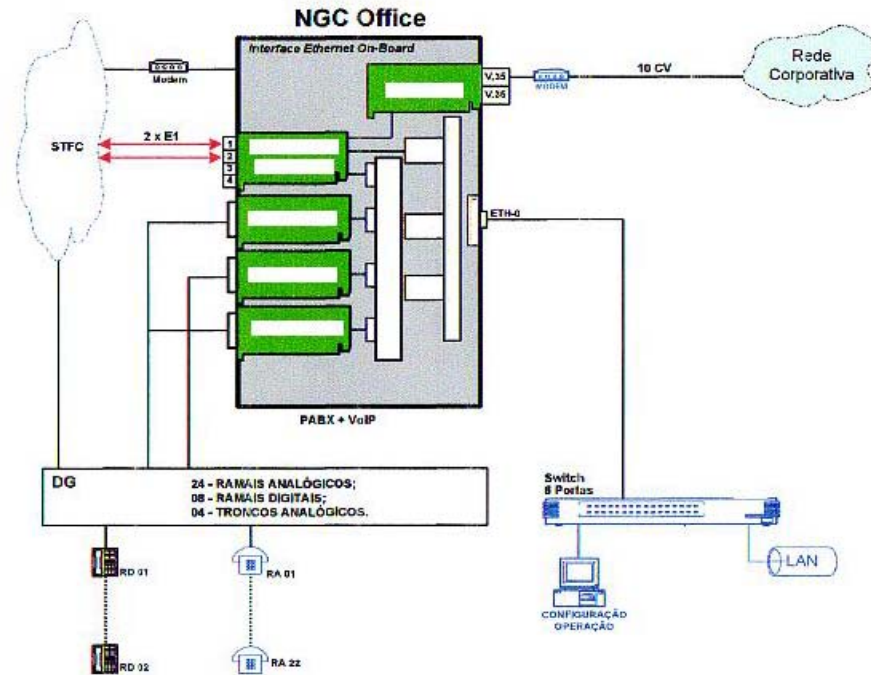 NGC Office
Interface Ethernet On-Board
Modem
V.35
V.36
MODEM
10 CV
Rede
Corporativa
STFC
2 x E1
1
2
3
4
ETH-0
PABX + VoIP
DG
24 - RAMAIS ANALÓGICOS;
08 - RAMAIS DIGITAIS;
04 - TRONCOS ANALÓGICOS.
Switch
8 Portas
RD 01
RA 01
LAN
CONFIGURAÇÃO
OPERAÇÃO
RD 02
RA 22